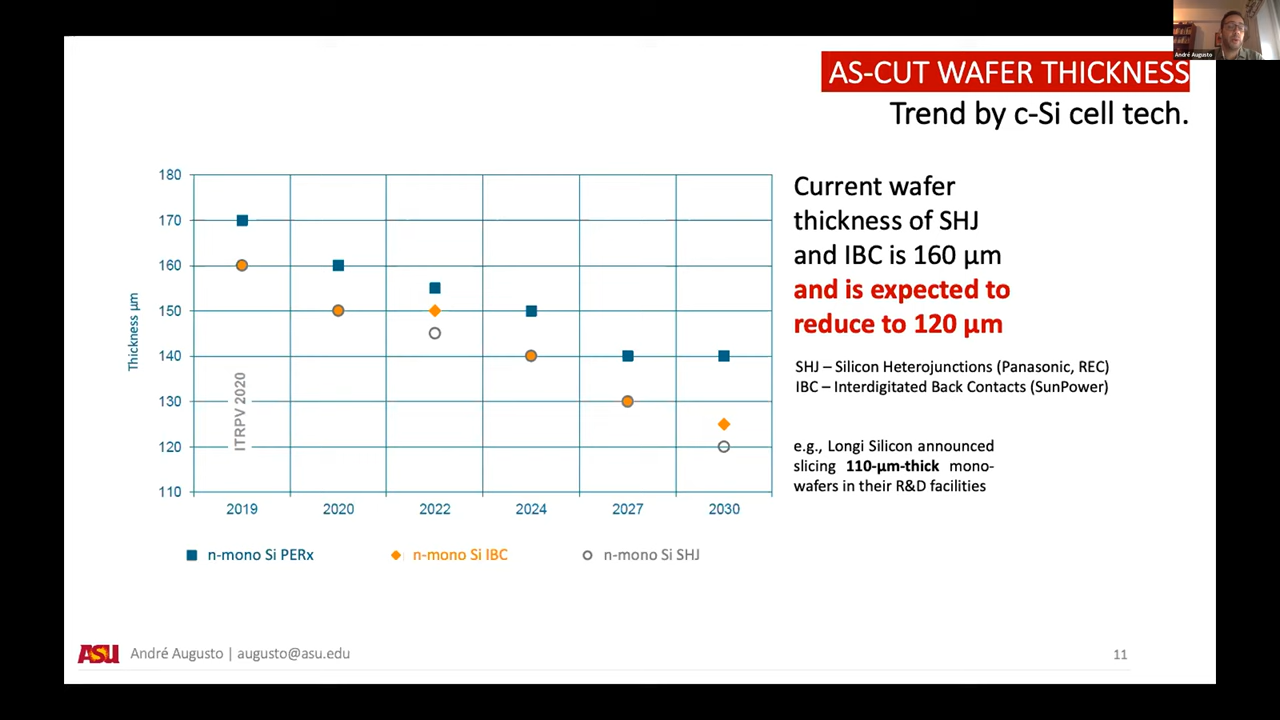 André Augusto
AS-CUT WAFER THICKNESS
Trend by c-Si cell tech.
180
170
160
150
140
130
120
110
Thickness µm
ITRPV 2020
2019
2020
2022
2024
2027
2030
n-mono Si PERx
n-mono Si IBC
n-mono Si SHJ
Current wafer
thickness of SHJ
and IBC is 160 µm
and is expected to
reduce to 120 µm
SHJ – Silicon Heterojunctions (Panasonic, REC)
IBC – Interdigitated Back Contacts (SunPower)
e.g., Longi Silicon announced
slicing 110-µm-thick mono-
wafers in their R&D facilities
ASU
André Augusto | augusto@asu.edu
11